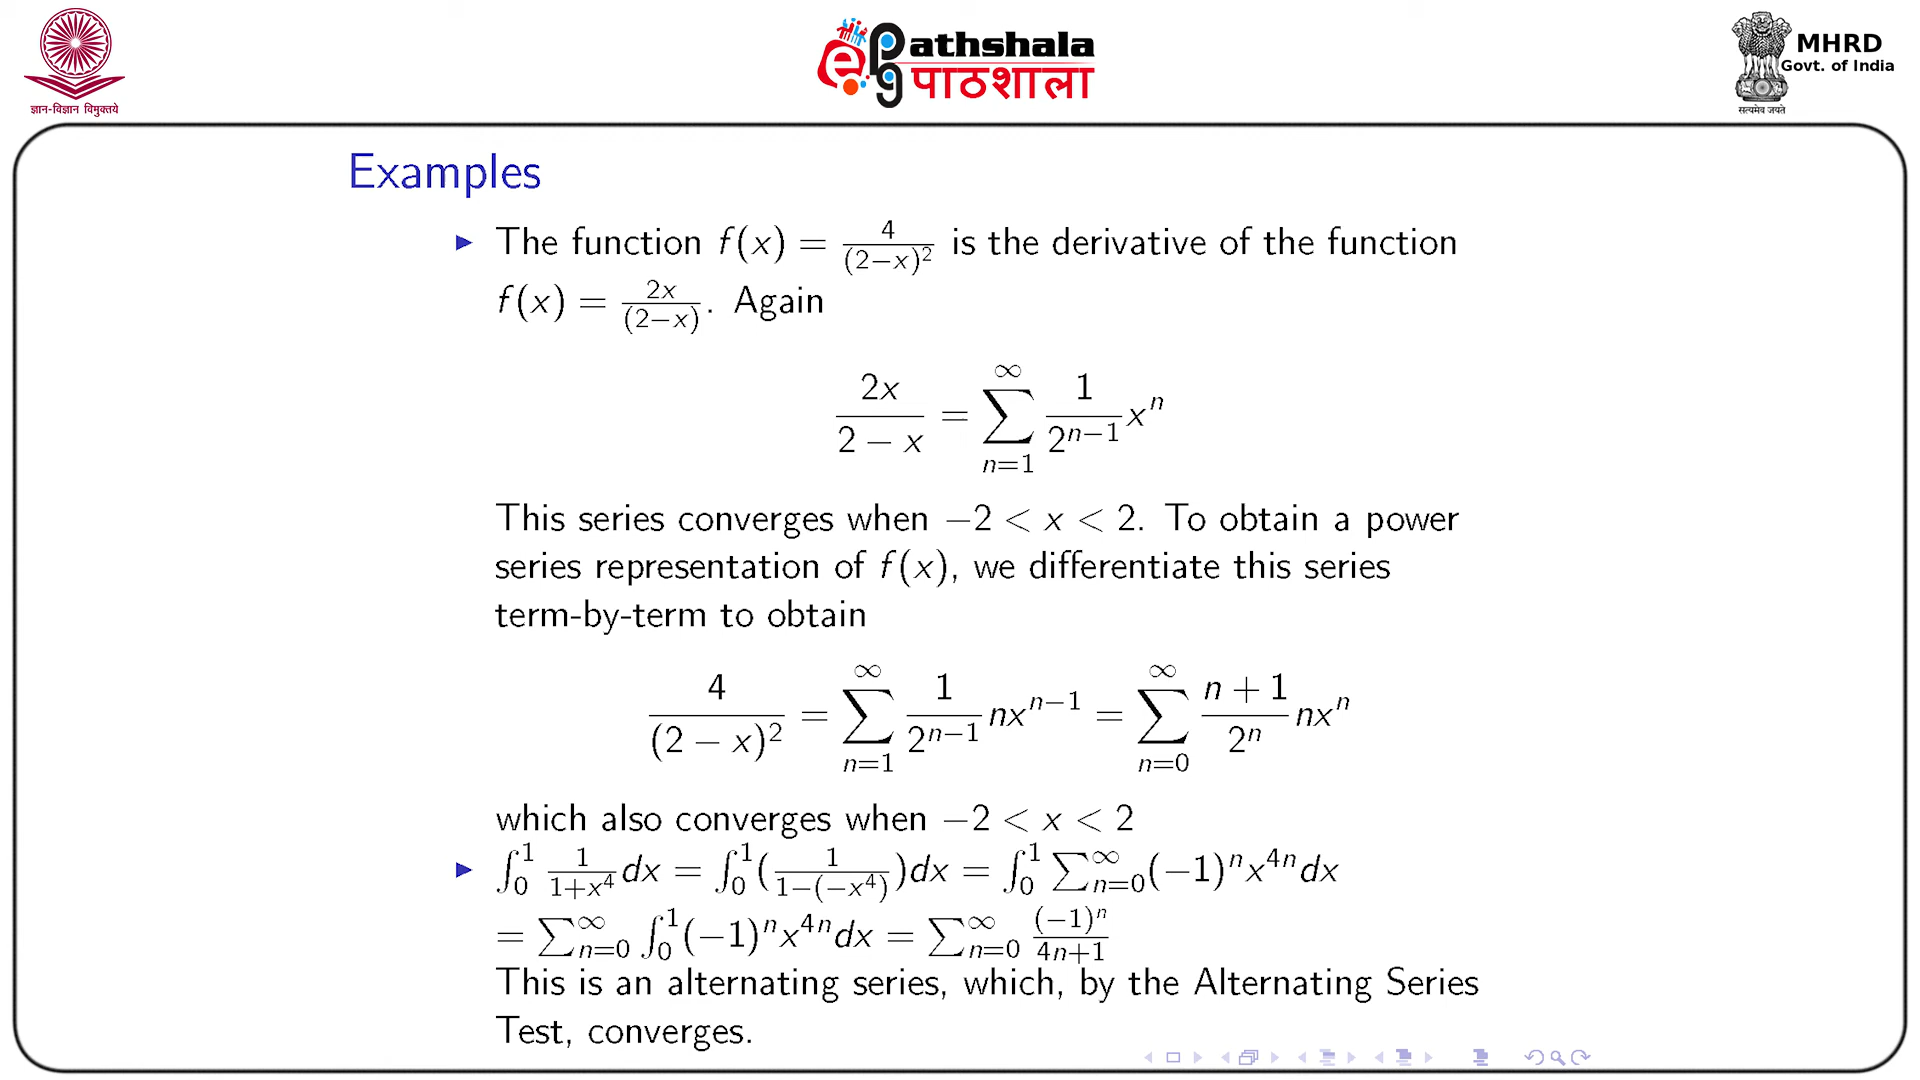 ज्ञान-विज्ञान विमुक्तये
ePathshala
पाठशाला
MHRD
Govt. of India
सत्यमेव जयते
Examples
▶ The function f(x) = 4/(2−x)² is the derivative of the function
f(x) = 2x/(2−x). Again
2x/(2 − x) = ∑_{n=1}^{∞} 1/2^{n−1} x^n
This series converges when −2 < x < 2. To obtain a power
series representation of f(x), we differentiate this series
term-by-term to obtain
4/(2 − x)² = ∑_{n=1}^{∞} 1/2^{n−1} nx^{n−1} = ∑_{n=0}^{∞} (n + 1)/2^n nx^n
which also converges when −2 < x < 2
▶ ∫_0^1 1/(1+x⁴) dx = ∫_0^1 (1/(1−(−x⁴)))dx = ∫_0^1 ∑_{n=0}^{∞} (−1)^n x^{4n} dx
= ∑_{n=0}^{∞} ∫_0^1 (−1)^n x^{4n} dx = ∑_{n=0}^{∞} (−1)^n/(4n+1)
This is an alternating series, which, by the Alternating Series
Test, converges.